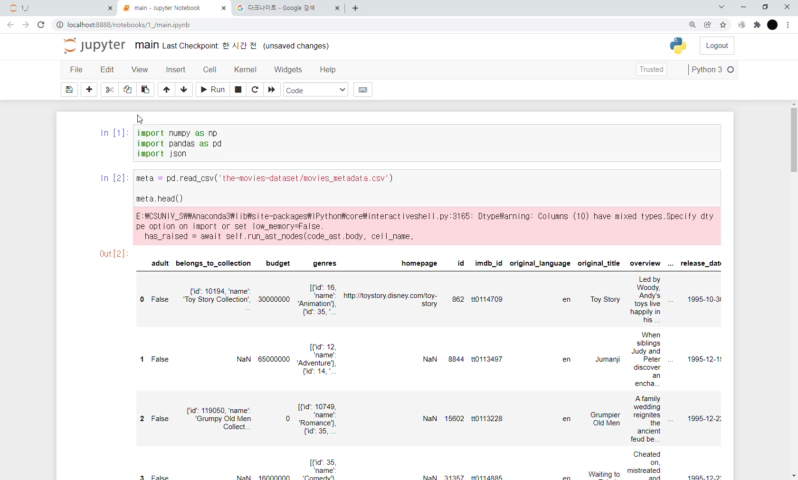 1_/
main - Jupyter Notebook
다크나이트 - Google 검색
localhost:8888/notebooks/1_/main.ipynb
jupyter main Last Checkpoint: 한 시간 전 (unsaved changes)
Logout
File Edit View Insert Cell Kernel Widgets Help
Trusted Python 3
Run Code
In [1]: import numpy as np
import pandas as pd
import json
In [2]: meta = pd.read_csv('the-movies-dataset/movies_metadata.csv')
meta.head()
E:₩CSUNIV_S₩₩Anaconda3₩lib₩site-packages₩IPython₩core₩interactiveshell.py:3165: DtypeWarning: Columns (10) have mixed types.Specify dty
pe option on import or set low_memory=False.
has_raised = await self.run_ast_nodes(code_ast.body, cell_name,
Out[2]:
adult belongs_to_collection budget genres homepage id imdb_id original_language original_title overview ... release_date
0 False {'id': 10194, 'name': 'Toy Story Collection', ... 30000000 [{'id': 16, 'name': 'Animation'}, {'id': 35, '... http://toystory.disney.com/toy-story 862 tt0114709 en Toy Story Led by Woody, Andy's toys live happily in his ... ... 1995-10-30
1 False NaN 65000000 [{'id': 12, 'name': 'Adventure'}, {'id': 14, '... NaN 8844 tt0113497 en Jumanji When siblings Judy and Peter discover an encha... ... 1995-12-15
2 False {'id': 119050, 'name': 'Grumpy Old Men Collect... 0 [{'id': 10749, 'name': 'Romance'}, {'id': 35, ... NaN 15602 tt0113228 en Grumpier Old Men A family wedding reignites the ancient feud be... ... 1995-12-22
3 False NaN 16000000 [{'id': 35, 'name': 'Comedy'}, NaN 31357 tt0114885 en Waiting to Cheated on, mistreated and ... 1995-12-22